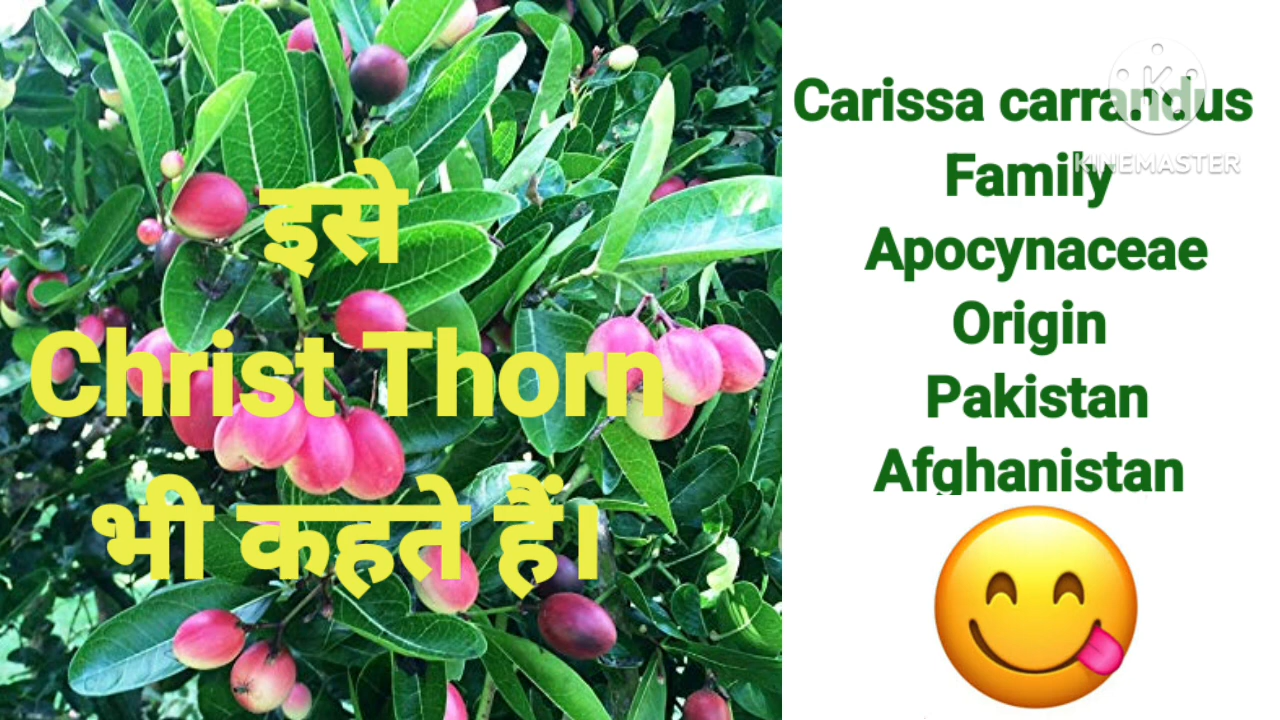 इसे
Christ Thorn
भी कहते हैं।
Carissa carrandus
Family
Apocynaceae
Origin
Pakistan
Afghanistan
KINEMASTER